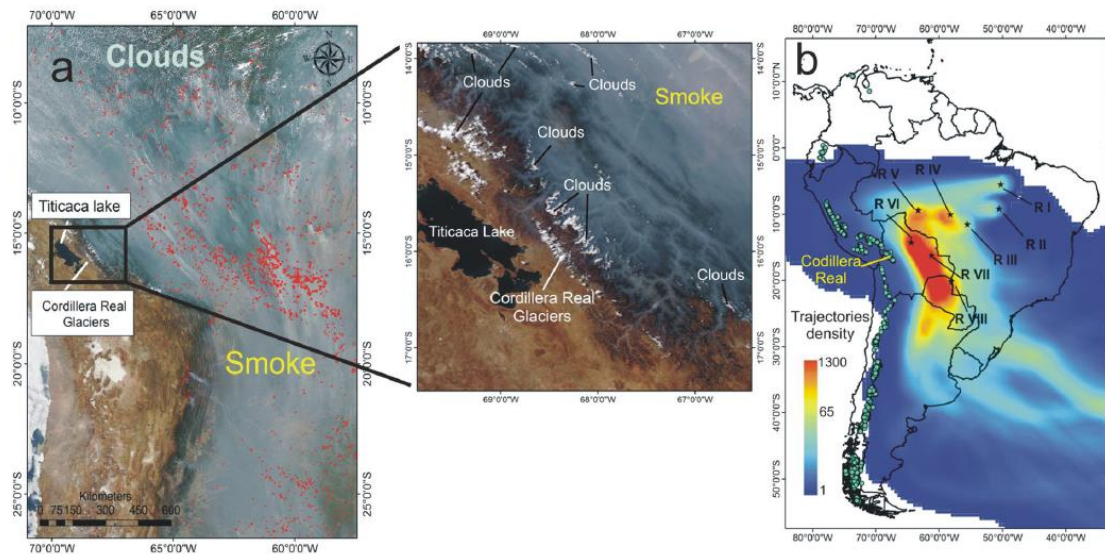 70°0'0"W 65°0'0"W 60°0'0"W
a
Clouds
N
W
E
S
10°0'0"S
15°0'0"S
20°0'0"S
25°0'0"S
Titicaca lake
Cordillera Real
Glaciers
Smoke
Kilometers
0 75 150 300 450 600
70°0'0"W 65°0'0"W 60°0'0"W
69°0'0"W 68°0'0"W 67°0'0"W
14°0'0"S
15°0'0"S
16°0'0"S
17°0'0"S
Clouds
Clouds
Smoke
Clouds
Clouds
Titicaca Lake
Clouds
Cordillera Real
Glaciers
69°0'0"W 68°0'0"W 67°0'0"W
80°0'0"W 70°0'0"W 60°0'0"W 50°0'0"W 40°0'0"W
b
10°0'0"N
0°0'0"
10°0'0"S
20°0'0"S
30°0'0"S
40°0'0"S
50°0'0"S
R IV
R V
R VI
R I
R II
R III
Codillera
Real
R VII
R VIII
Trajectories
density
1300
65
1
80°0'0"W 70°0'0"W 60°0'0"W 50°0'0"W 40°0'0"W